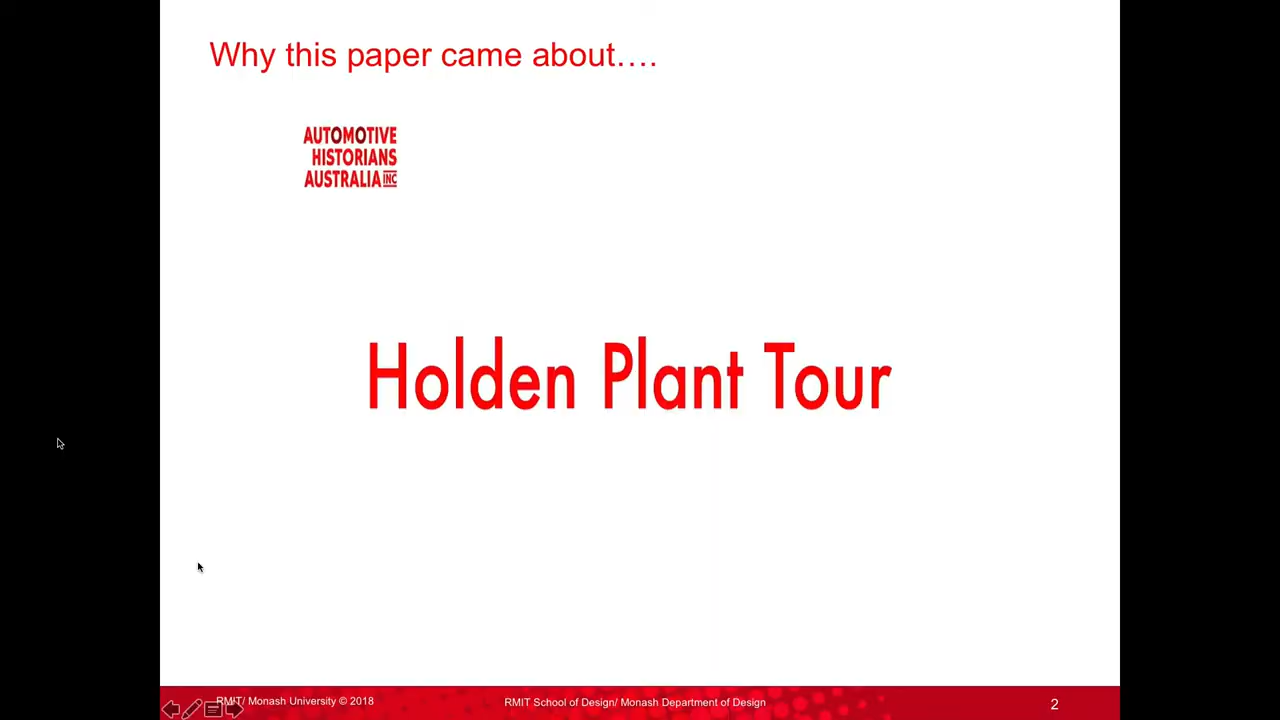 Why this paper came about….
AUTOMOTIVE
HISTORIANS
AUSTRALIA INC
Holden Plant Tour
RMIT/ Monash University © 2018
RMIT School of Design/ Monash Department of Design
2